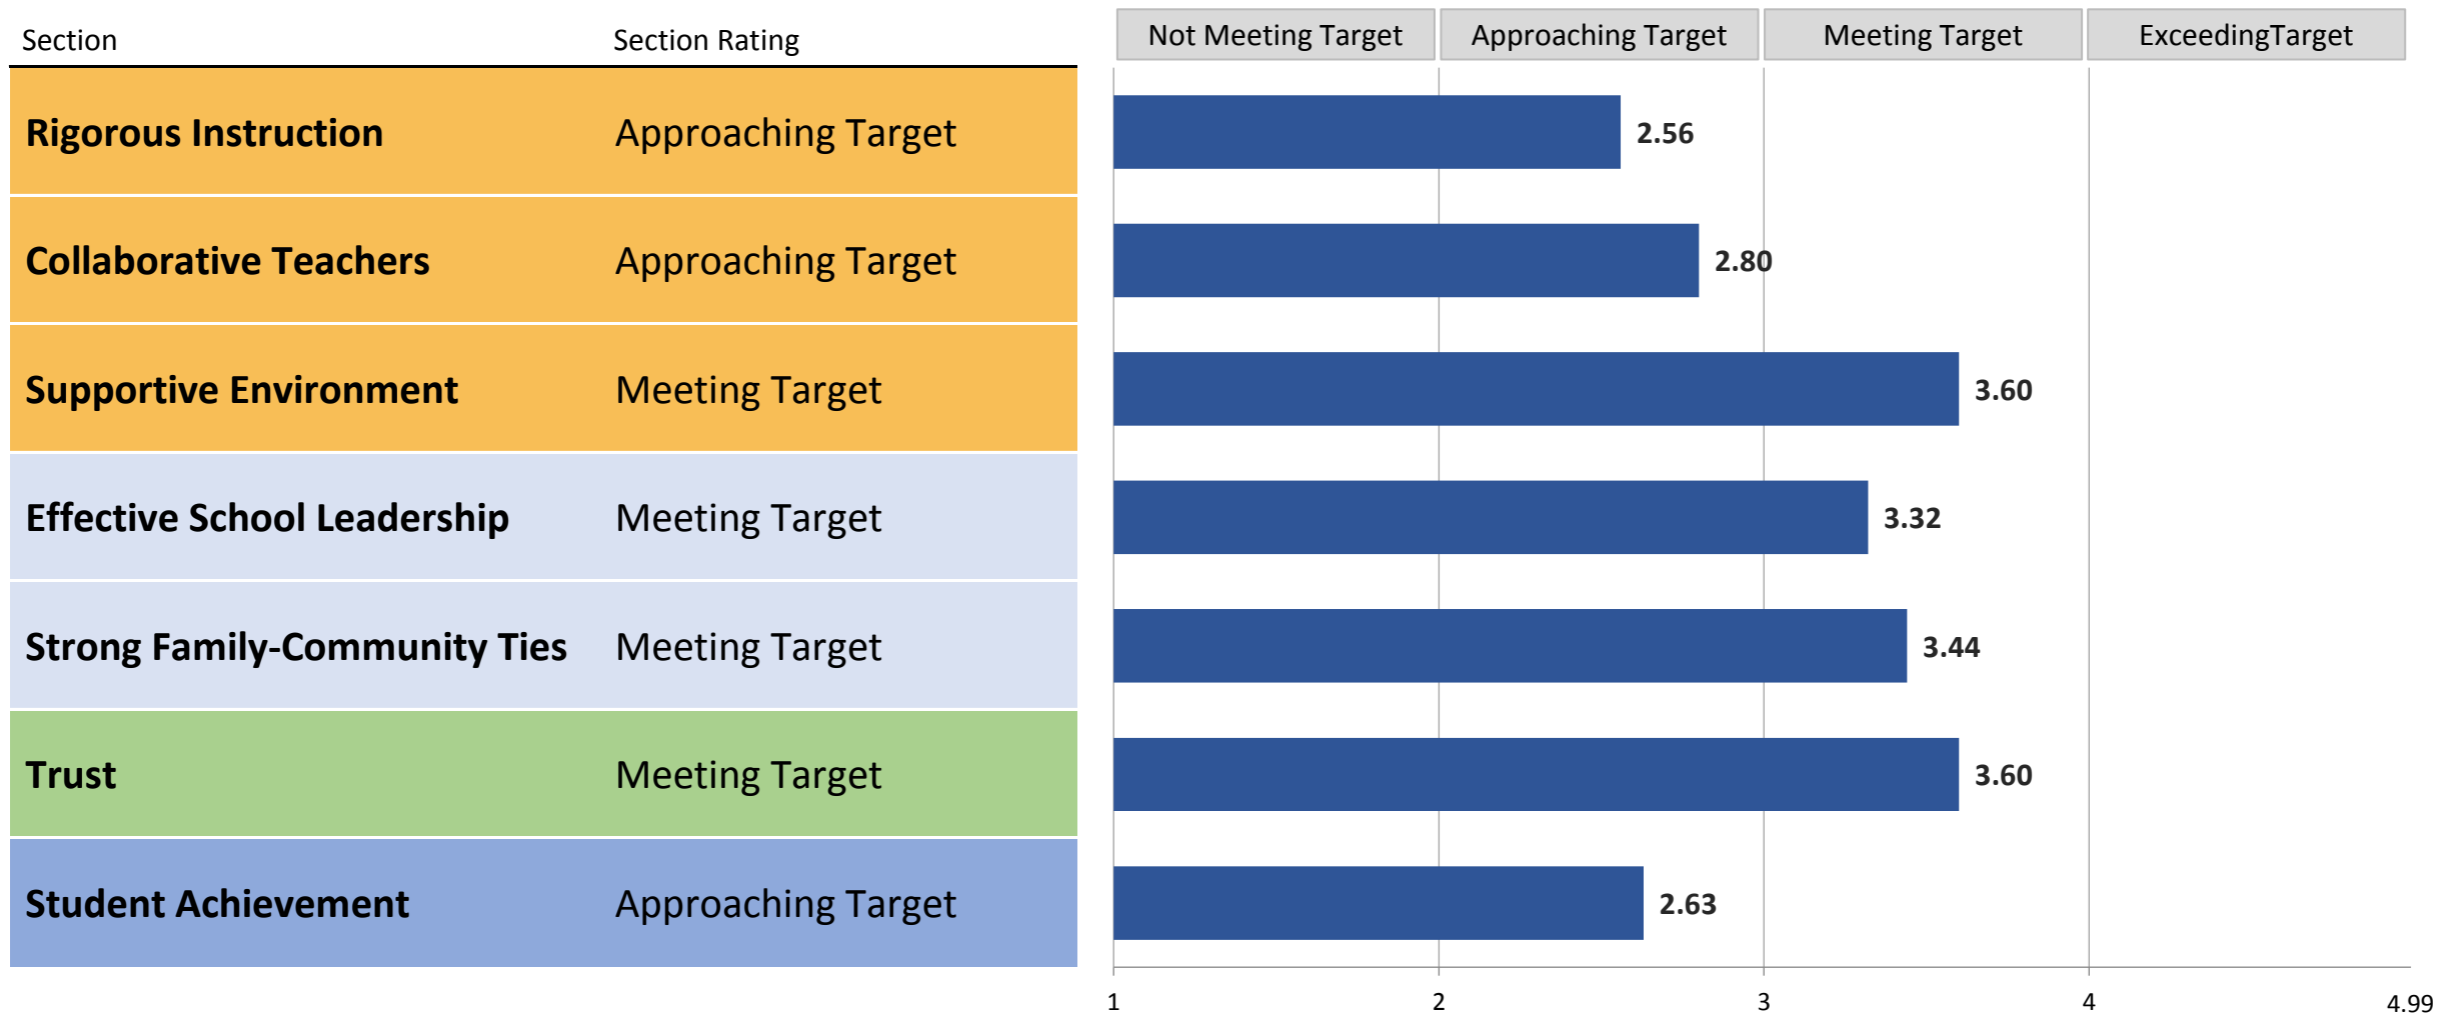 Section Section Rating Not Meeting Target Approaching Target Meeting Target ExceedingTarget
Rigorous Instruction Approaching Target 2.56
Collaborative Teachers Approaching Target 2.80
Supportive Environment Meeting Target 3.60
Effective School Leadership Meeting Target 3.32
Strong Family-Community Ties Meeting Target 3.44
Trust Meeting Target 3.60
Student Achievement Approaching Target 2.63
1 2 3 4 4.99